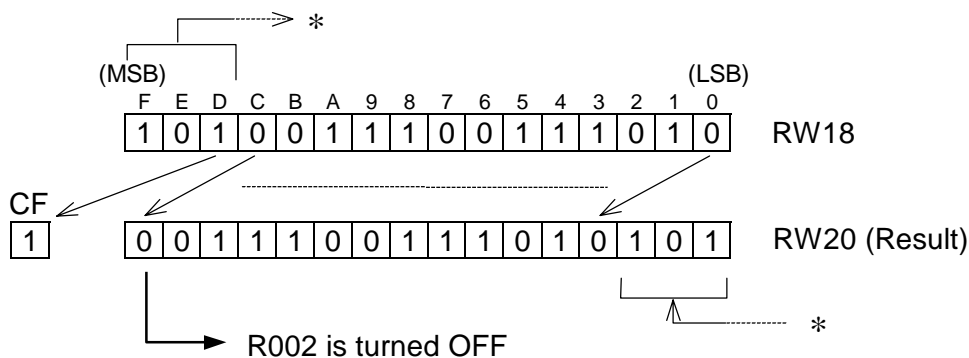 *
(MSB) (LSB)
F E D C B A 9 8 7 6 5 4 3 2 1 0
1 0 1 0 0 1 1 1 0 0 1 1 1 0 1 0 RW18
CF
1 0 0 1 1 1 0 0 1 1 1 0 1 0 1 0 1 RW20 (Result)
*
R002 is turned OFF